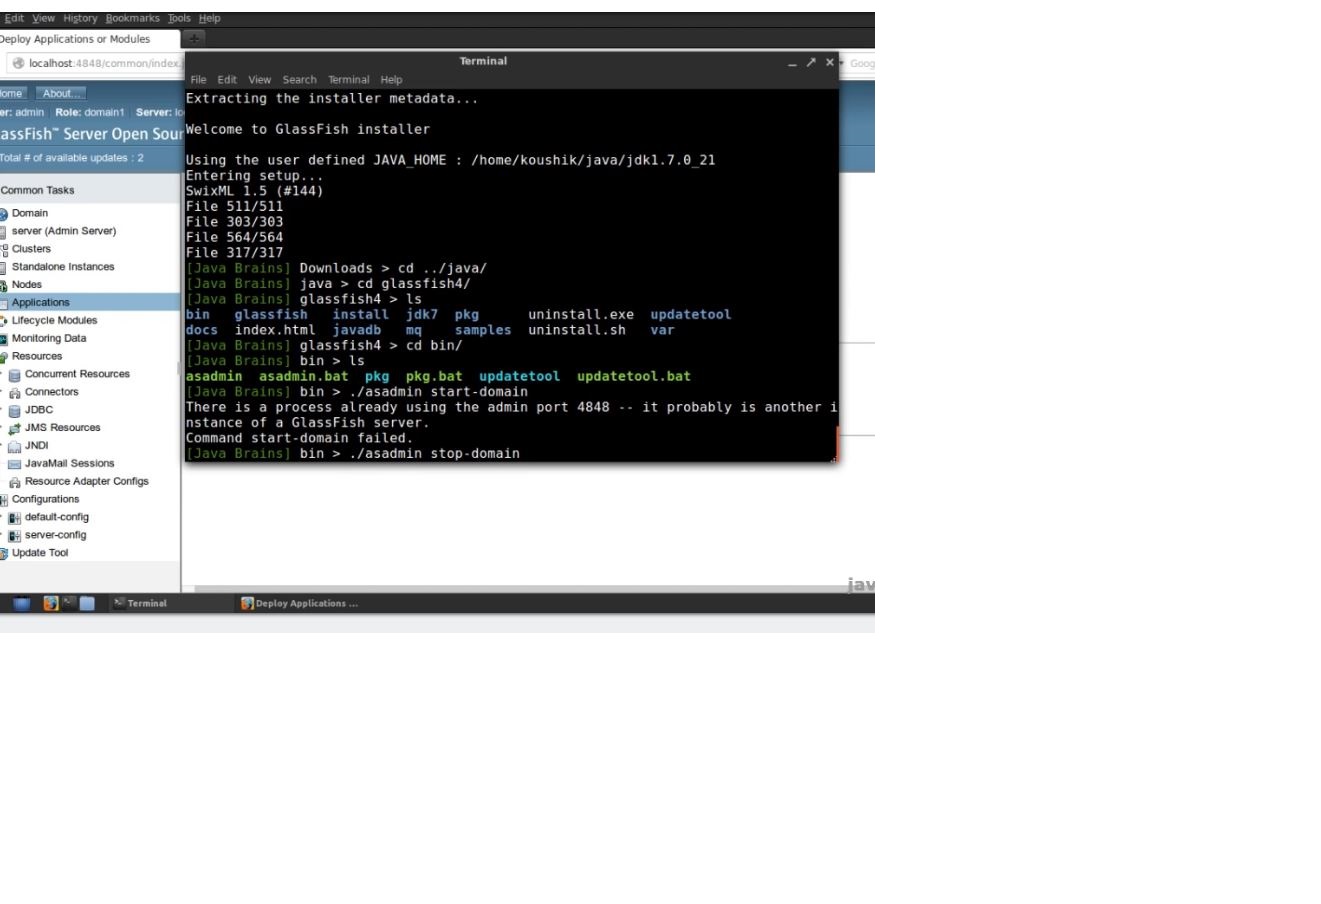 Edit View History Bookmarks Tools Help
Deploy Applications or Modules
localhost:4848/common/index.j
Goog
Terminal
File Edit View Search Terminal Help
Extracting the installer metadata...
Welcome to GlassFish installer
Using the user defined JAVA_HOME : /home/koushik/java/jdk1.7.0_21
Entering setup...
SwixML 1.5 (#144)
File 511/511
File 303/303
File 564/564
File 317/317
[Java Brains] Downloads > cd ../java/
[Java Brains] java > cd glassfish4/
[Java Brains] glassfish4 > ls
bin glassfish install jdk7 pkg uninstall.exe updatetool
docs index.html javadb mq samples uninstall.sh var
[Java Brains] glassfish4 > cd bin/
[Java Brains] bin > ls
asadmin asadmin.bat pkg pkg.bat updatetool updatetool.bat
[Java Brains] bin > ./asadmin start-domain
There is a process already using the admin port 4848 -- it probably is another i
nstance of a GlassFish server.
Command start-domain failed.
[Java Brains] bin > ./asadmin stop-domain
ome About...
er: admin Role: domain1 Server: lo
assFish™ Server Open Sour
Total # of available updates : 2
Common Tasks
Domain
server (Admin Server)
Clusters
Standalone Instances
Nodes
Applications
Lifecycle Modules
Monitoring Data
Resources
Concurrent Resources
Connectors
JDBC
JMS Resources
JNDI
JavaMail Sessions
Resource Adapter Configs
Configurations
default-config
server-config
Update Tool
jav
Terminal
Deploy Applications ...